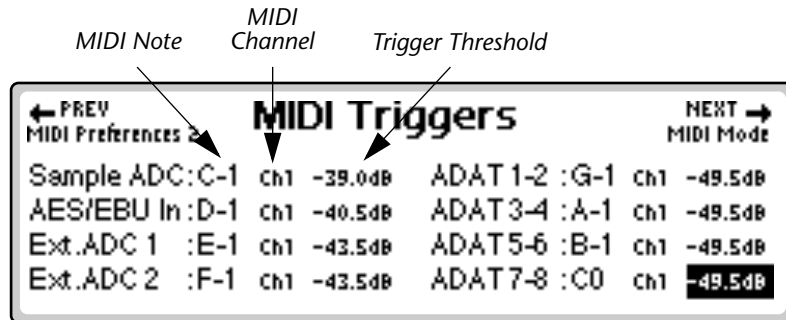 MIDI Note
MIDI
Channel
Trigger Threshold
PREV
MIDI Preferences 2
MIDI Triggers
NEXT
MIDI Mode
Sample ADC:C-1 Ch1 -39.0dB ADAT 1-2 :G-1 Ch1 -49.5dB
AES/EBU In :D-1 Ch1 -40.5dB ADAT 3-4 :A-1 Ch1 -49.5dB
Ext.ADC 1 :E-1 Ch1 -43.5dB ADAT 5-6 :B-1 Ch1 -49.5dB
Ext.ADC 2 :F-1 Ch1 -43.5dB ADAT 7-8 :C0 Ch1 -49.5dB